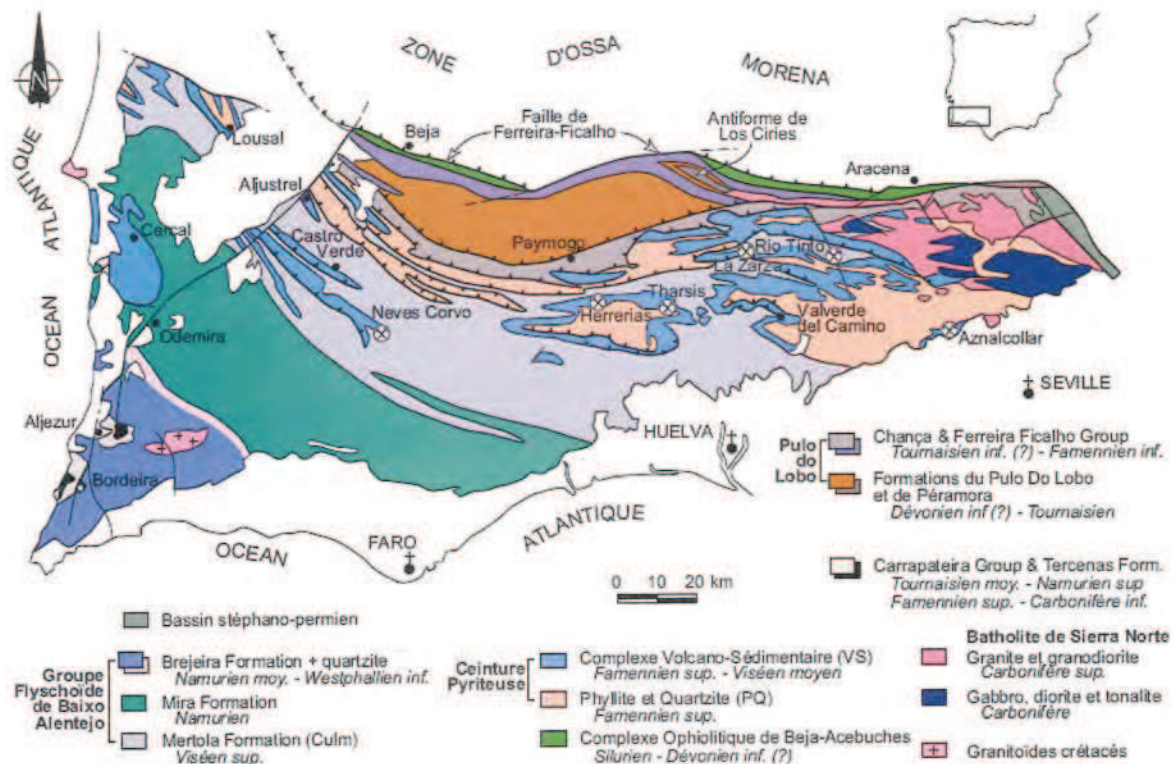 ZONE D'OSSA MORENA
N
Faille de
Ferreira-Ficalho
Antiforme de
Los Ciries
Beja
Aracena
Lousal
Aljustrel
OCEAN ATLANTIQUE
Cercal
Castro
Verde
Paymogo
Rio Tinto
La Zarza
Tharsis
Neves Corvo
Herrerias
Valverde
del Camino
Aznalcollar
Odemira
SEVILLE
Aljezur
HUELVA
Bordeira
FARO
OCEAN ATLANTIQUE
0 10 20 km
Pulo
do
Lobo
Chança & Ferreira Ficalho Group
Tournaisien inf. (?) - Famennien inf.
Formations du Pulo Do Lobo
et de Péramora
Dévonien inf (?) - Tournaisien
Carrapateira Group & Tercenas Form.
Tournaisien moy. - Namurien sup
Famennien sup. - Carbonifère inf.
Bassin stéphano-permien
Groupe
Flyschoïde
de Baixo
Alentejo
Brejeira Formation + quartzite
Namurien moy. - Westphallien inf.
Mira Formation
Namurien
Mertola Formation (Culm)
Viséen sup.
Ceinture
Pyriteuse
Complexe Volcano-Sédimentaire (VS)
Famennien sup. - Viséen moyen
Phyllite et Quartzite (PQ)
Famennien sup.
Complexe Ophiolitique de Beja-Acebuches
Silurien - Dévonien inf. (?)
Batholite de Sierra Norte
Granite et granodiorite
Carbonifère sup.
Gabbro, diorite et tonalite
Carbonifère
Granitoïdes crétacés